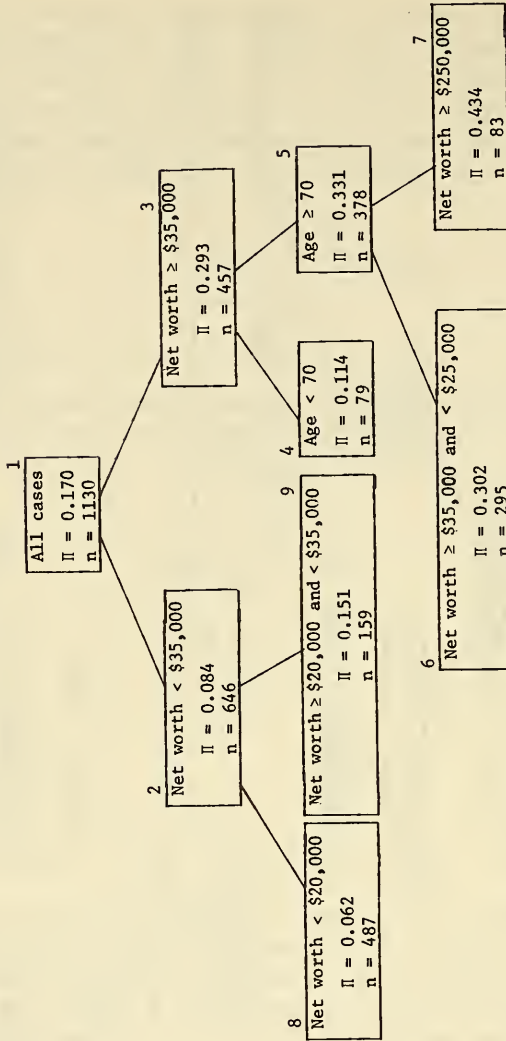 1
All cases
Π = 0.170
n = 1130
2
Net worth < $35,000
Π = 0.084
n = 646
3
Net worth ≥ $35,000
Π = 0.293
n = 457
8
Net worth < $20,000
Π = 0.062
n = 487
9
Net worth ≥ $20,000 and < $35,000
Π = 0.151
n = 159
4
Age < 70
Π = 0.114
n = 79
5
Age ≥ 70
Π = 0.331
n = 378
6
Net worth ≥ $35,000 and < $25,000
Π = 0.302
n = 295
7
Net worth ≥ $250,000
Π = 0.434
n = 83